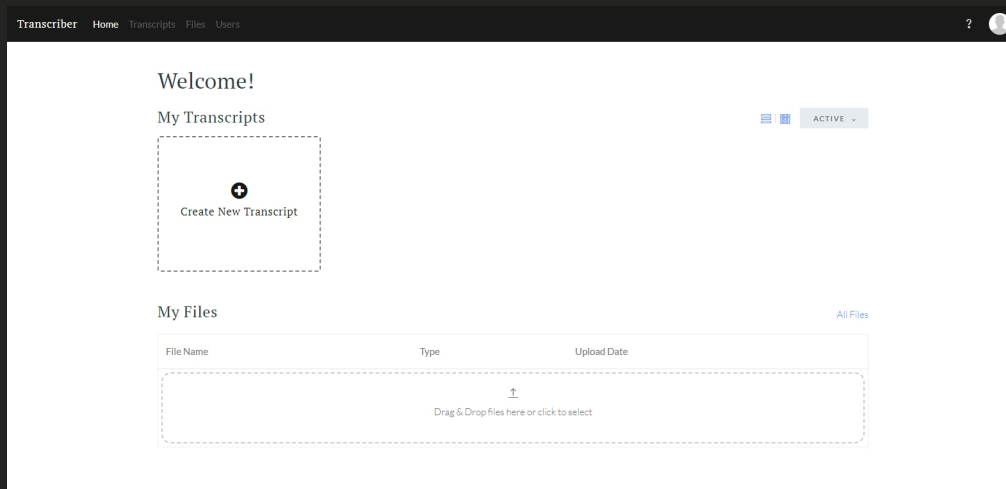 Transcriber Home Transcripts Files Users ?
Welcome!
My Transcripts
ACTIVE
Create New Transcript
My Files
All Files
File Name Type Upload Date
Drag & Drop files here or click to select